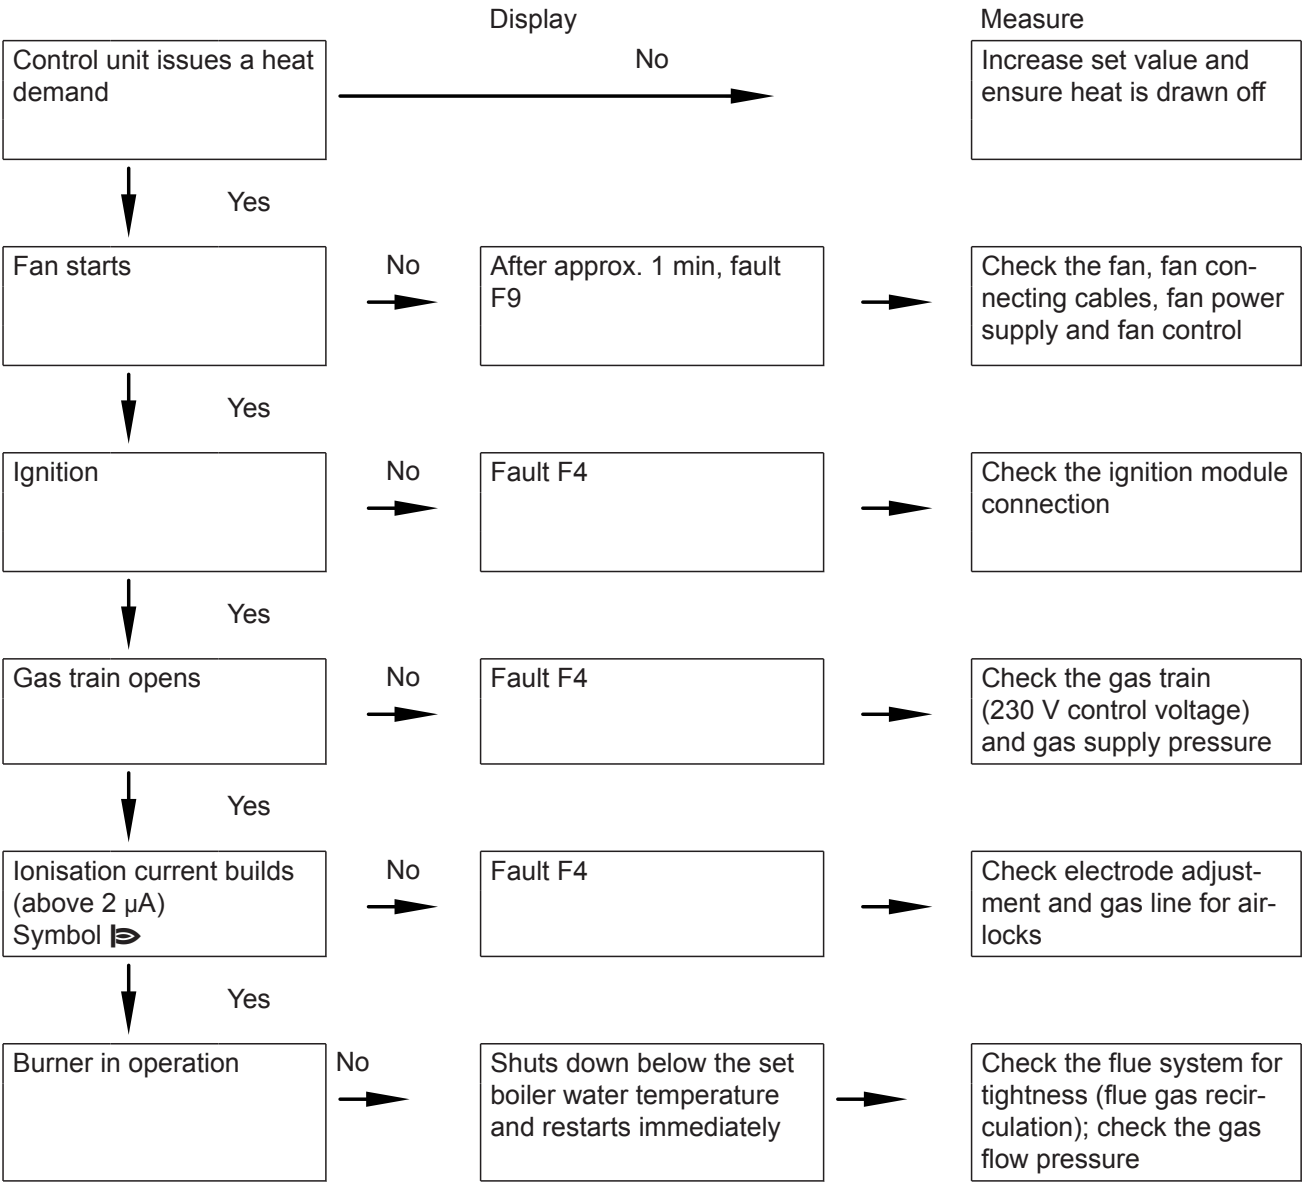 Display
Measure
Control unit issues a heat
demand
No
Increase set value and
ensure heat is drawn off
Yes
Fan starts
No
After approx. 1 min, fault
F9
Check the fan, fan con-
necting cables, fan power
supply and fan control
Yes
Ignition
No
Fault F4
Check the ignition module
connection
Yes
Gas train opens
No
Fault F4
Check the gas train
(230 V control voltage)
and gas supply pressure
Yes
Ionisation current builds
(above 2 μA)
Symbol
No
Fault F4
Check electrode adjust-
ment and gas line for air-
locks
Yes
Burner in operation
No
Shuts down below the set
boiler water temperature
and restarts immediately
Check the flue system for
tightness (flue gas recir-
culation); check the gas
flow pressure